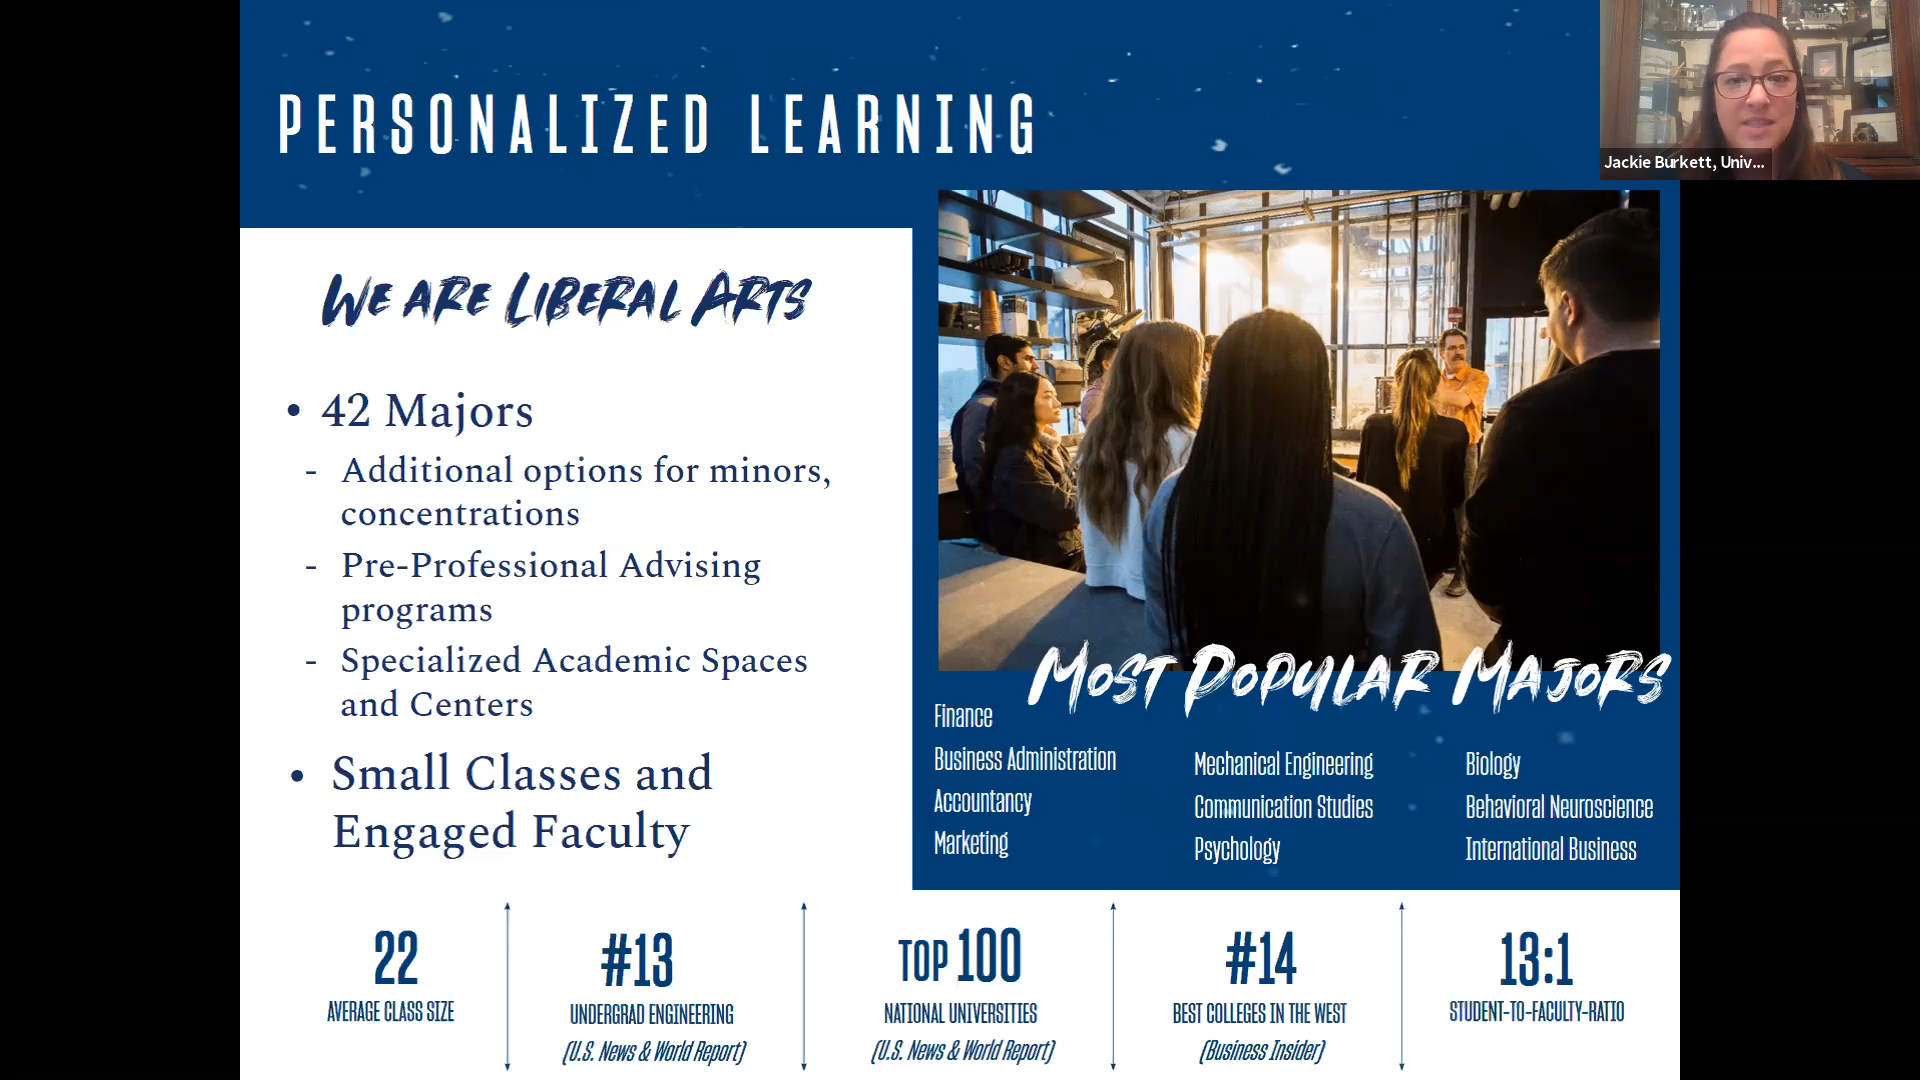 PERSONALIZED LEARNING
Jackie Burkett, Univ...
WE ARE LIBERAL ARTS
• 42 Majors
- Additional options for minors,
concentrations
- Pre-Professional Advising
programs
- Specialized Academic Spaces
and Centers
• Small Classes and
Engaged Faculty
MOST POPULAR MAJORS
Finance
Business Administration
Accountancy
Marketing
Mechanical Engineering
Communication Studies
Psychology
Biology
Behavioral Neuroscience
International Business
22
AVERAGE CLASS SIZE
#13
UNDERGRAD ENGINEERING
(U.S. News & World Report)
TOP 100
NATIONAL UNIVERSITIES
(U.S. News & World Report)
#14
BEST COLLEGES IN THE WEST
(Business Insider)
13:1
STUDENT-TO-FACULTY-RATIO